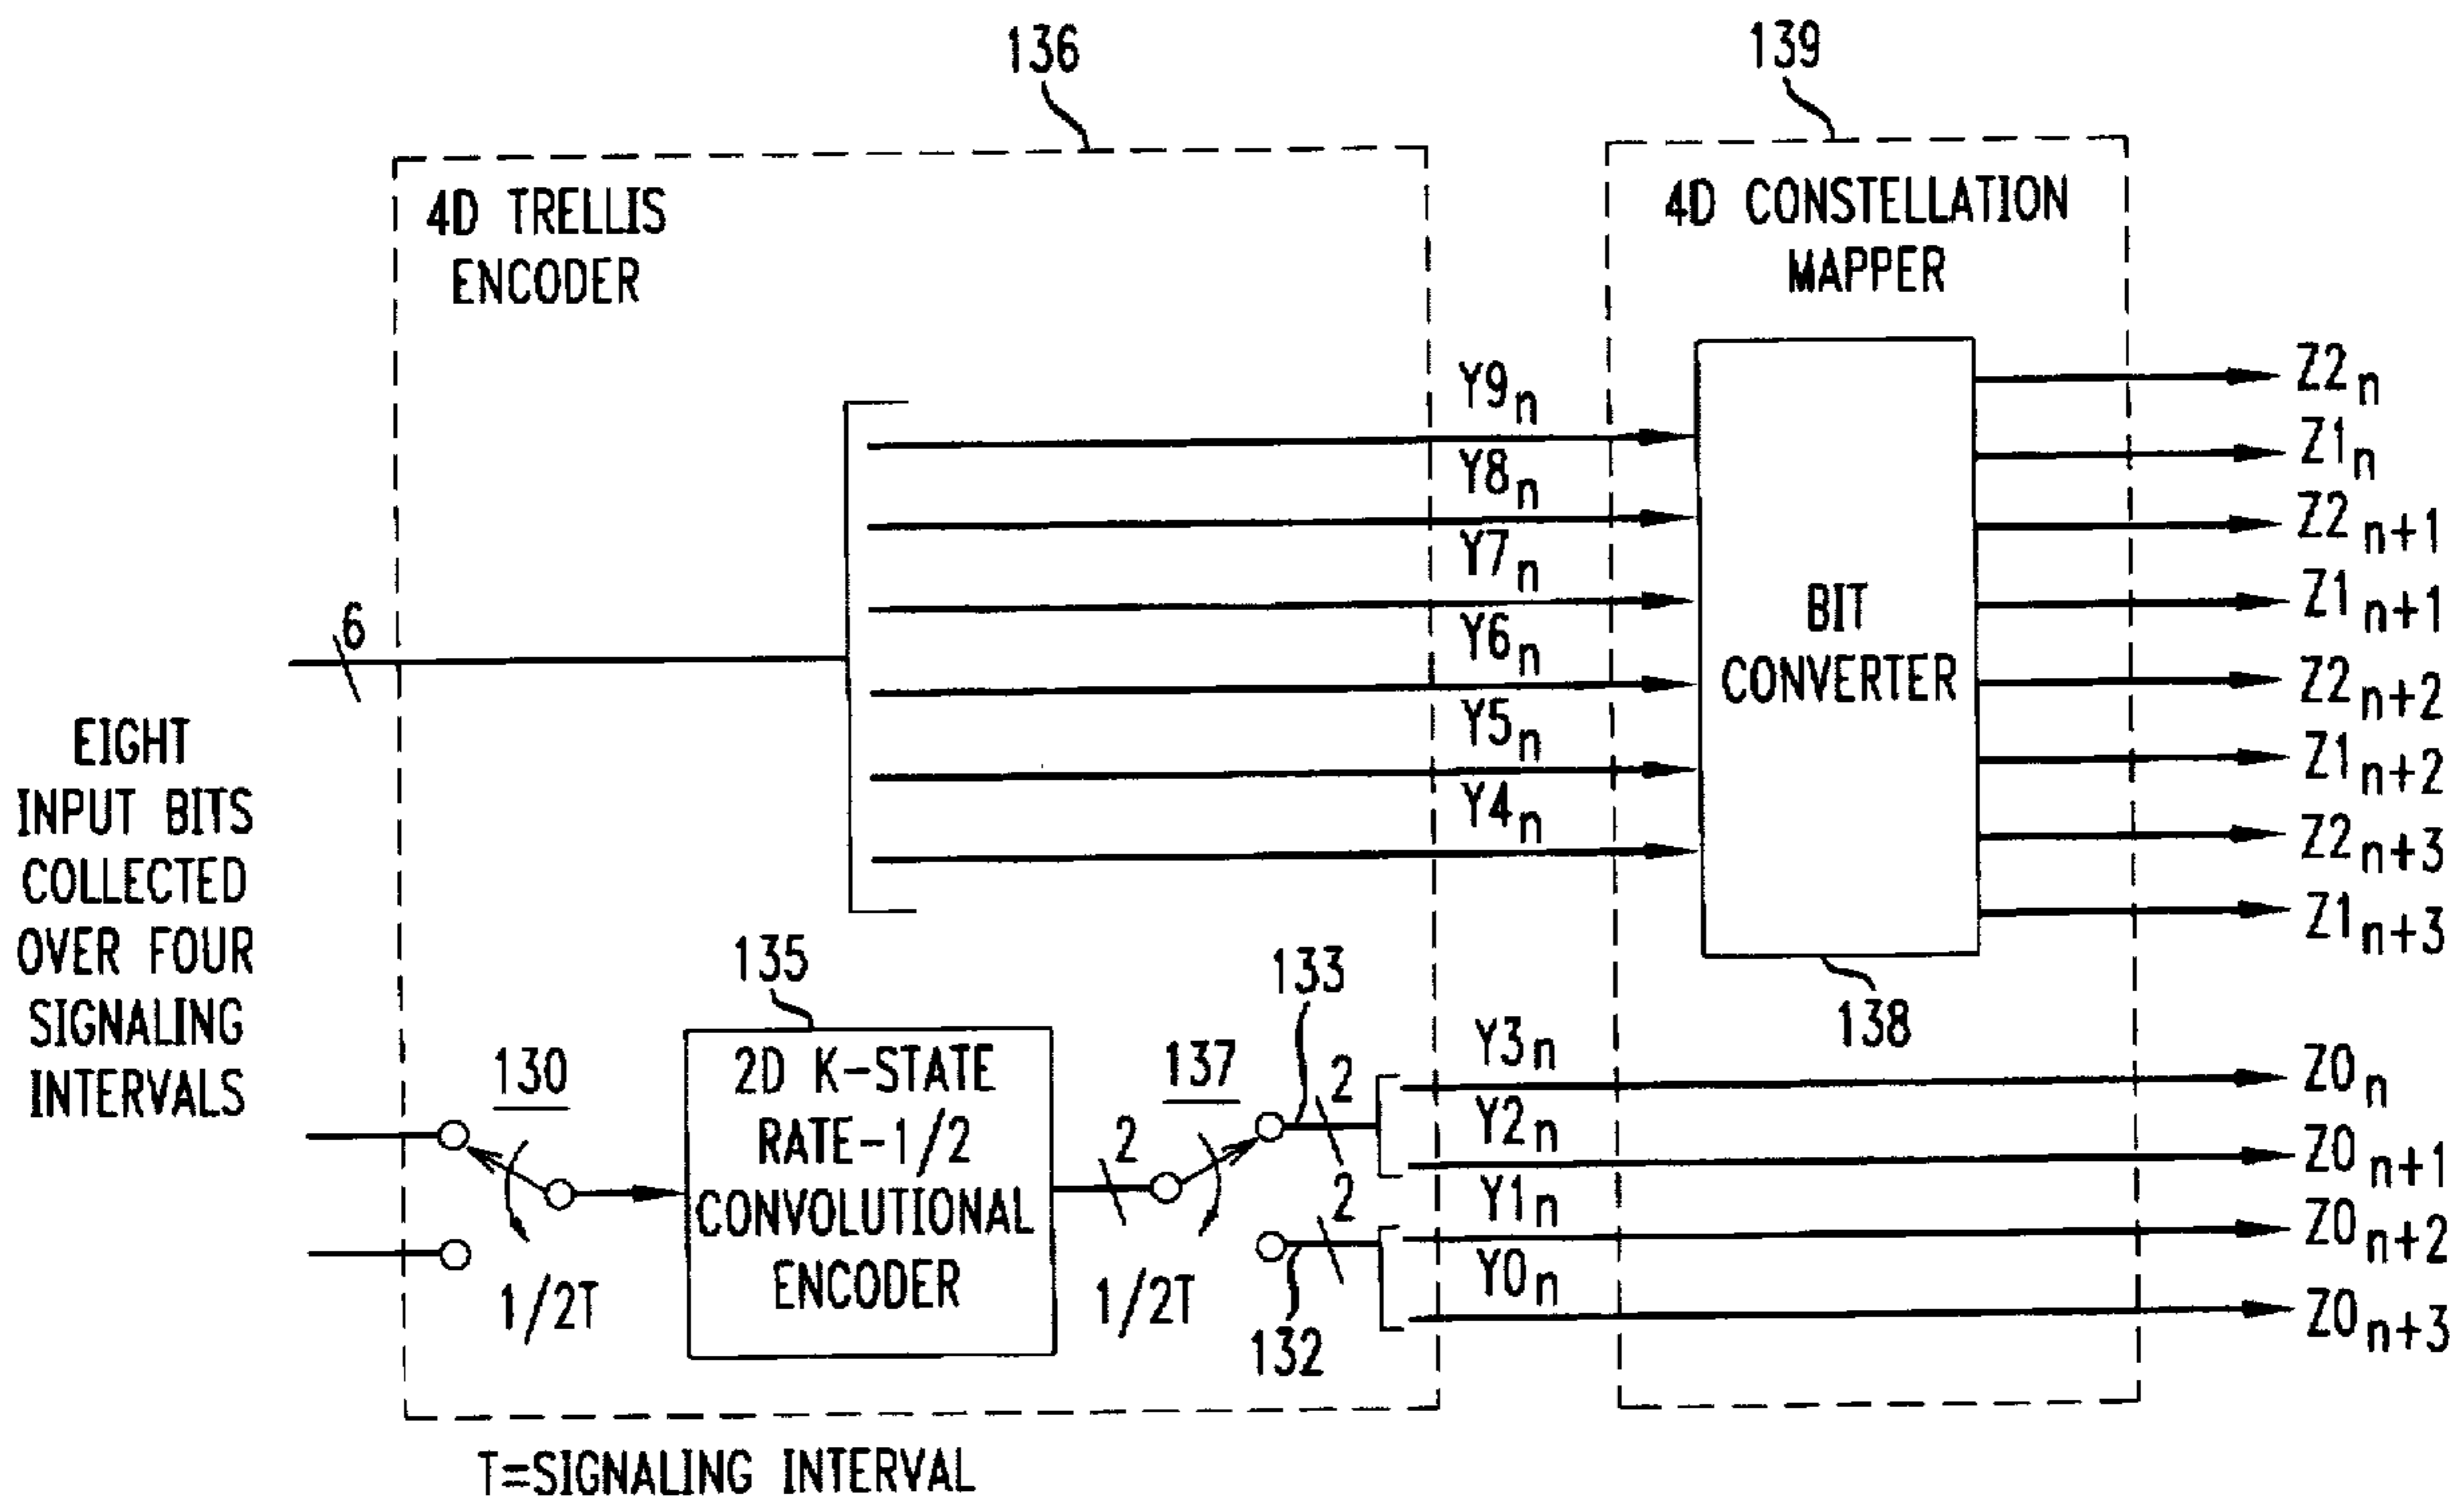 136
139
4D TRELLIS
ENCODER
4D CONSTELLATION
MAPPER
Y9n
Y8n
Y7n
Y6n
Y5n
Y4n
6
BIT
CONVERTER
138
Z2n
Z1n
Z2n+1
Z1n+1
Z2n+2
Z1n+2
Z2n+3
Z1n+3
EIGHT
INPUT BITS
COLLECTED
OVER FOUR
SIGNALING
INTERVALS
130
1/2T
135
2D K-STATE
RATE-1/2
CONVOLUTIONAL
ENCODER
2
137
1/2T
133
2
2
132
Y3n
Y2n
Y1n
Y0n
Z0n
Z0n+1
Z0n+2
Z0n+3
T=SIGNALING INTERVAL